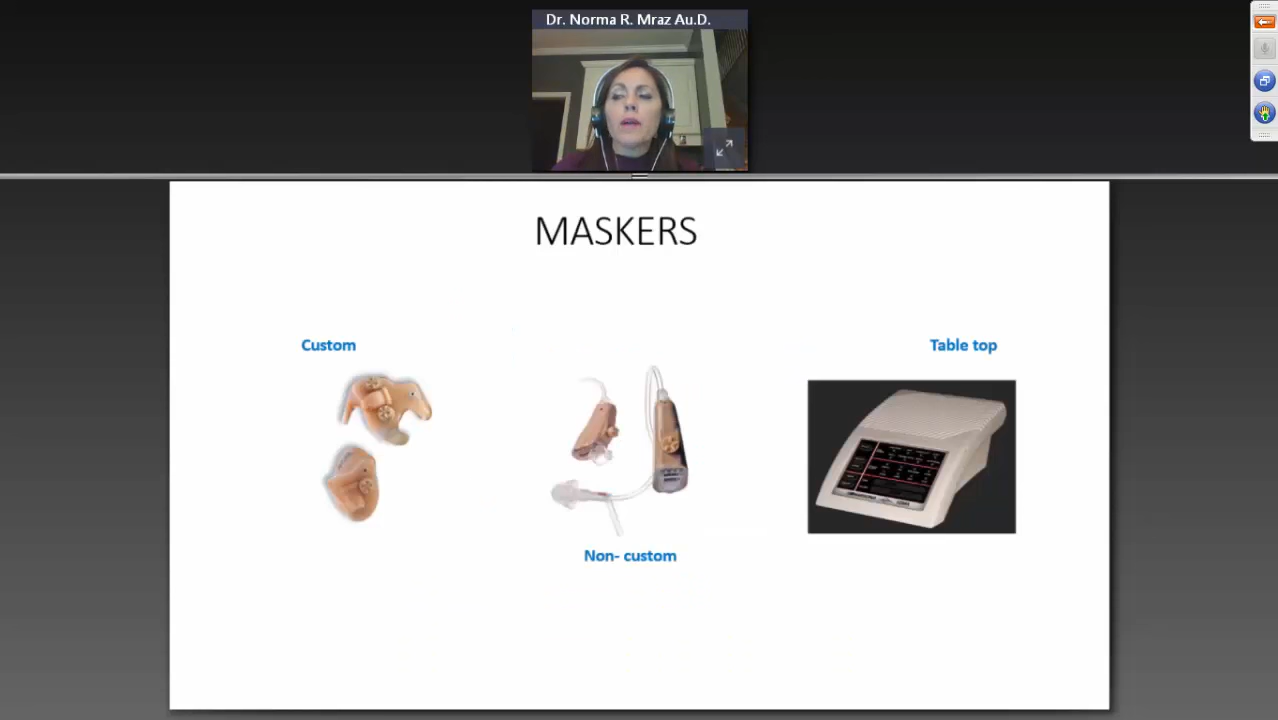 Dr. Norma R. Mraz Au.D.
MASKERS
Custom
Table top
Non- custom